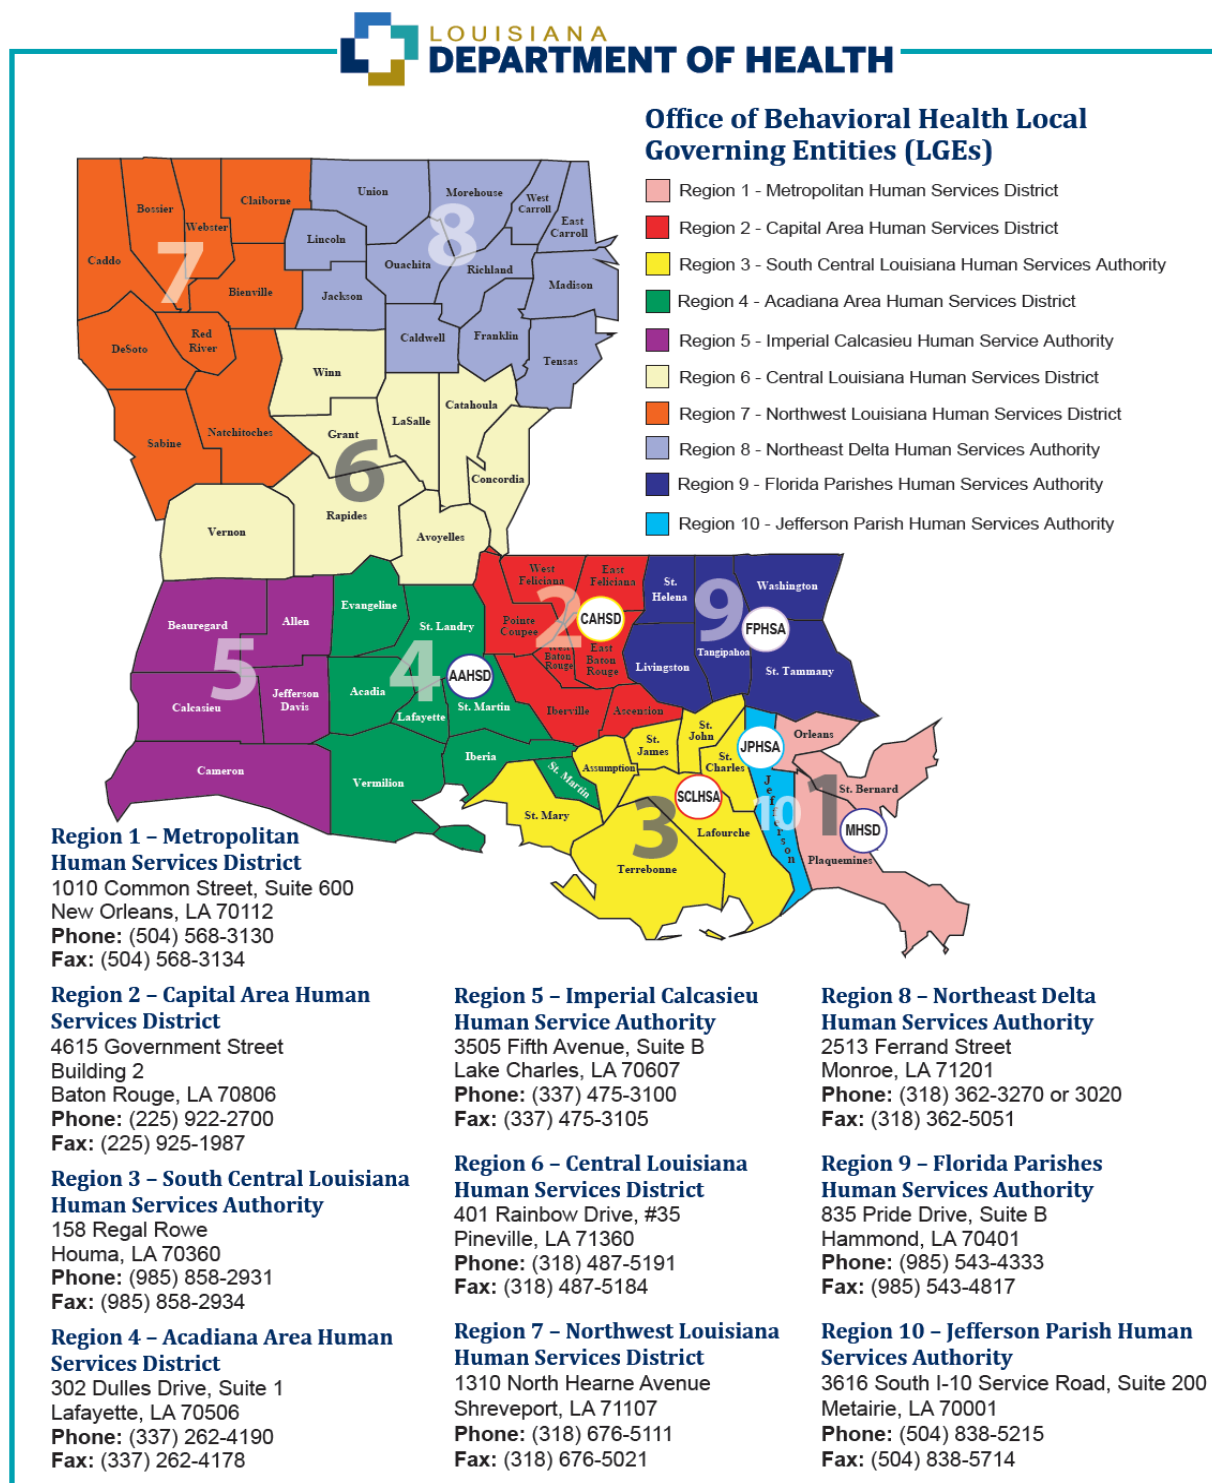 LOUISIANA
DEPARTMENT OF HEALTH
Office of Behavioral Health Local
Governing Entities (LGEs)
Region 1 - Metropolitan Human Services District
Region 2 - Capital Area Human Services District
Region 3 - South Central Louisiana Human Services Authority
Region 4 - Acadiana Area Human Services District
Region 5 - Imperial Calcasieu Human Service Authority
Region 6 - Central Louisiana Human Services District
Region 7 - Northwest Louisiana Human Services District
Region 8 - Northeast Delta Human Services Authority
Region 9 - Florida Parishes Human Services Authority
Region 10 - Jefferson Parish Human Services Authority
Caddo
Bossier
Webster
Claiborne
7
Bienville
DeSoto
Red
River
Sabine
Natchitoches
Union
Morehouse
West
Carroll
East
Carroll
Lincoln
8
Ouachita
Richland
Madison
Jackson
Caldwell
Franklin
Tensas
Winn
LaSalle
Catahoula
Grant
6
Concordia
Rapides
Vernon
Avoyelles
Beauregard
Allen
5
Calcasieu
Jefferson
Davis
Cameron
Evangeline
St. Landry
4
AAHSD
Acadia
Lafayette
St. Martin
Iberia
Vermilion
St. Martin
West
Feliciana
East
Feliciana
2
CAHSD
Pointe
Coupee
West
Baton
Rouge
East
Baton
Rouge
Iberville
Ascension
St.
Helena
Washington
9
FPHSA
Tangipahoa
Livingston
St. Tammany
St.
John
St.
James
St.
Charles
Assumption
SCLHSA
St. Mary
3
Lafourche
Terrebonne
JPHSA
Jefferson
10
Orleans
St. Bernard
1
MHSD
Plaquemines
Region 1 – Metropolitan
Human Services District
1010 Common Street, Suite 600
New Orleans, LA 70112
Phone: (504) 568-3130
Fax: (504) 568-3134
Region 2 – Capital Area Human
Services District
4615 Government Street
Building 2
Baton Rouge, LA 70806
Phone: (225) 922-2700
Fax: (225) 925-1987
Region 3 – South Central Louisiana
Human Services Authority
158 Regal Rowe
Houma, LA 70360
Phone: (985) 858-2931
Fax: (985) 858-2934
Region 4 – Acadiana Area Human
Services District
302 Dulles Drive, Suite 1
Lafayette, LA 70506
Phone: (337) 262-4190
Fax: (337) 262-4178
Region 5 – Imperial Calcasieu
Human Service Authority
3505 Fifth Avenue, Suite B
Lake Charles, LA 70607
Phone: (337) 475-3100
Fax: (337) 475-3105
Region 6 – Central Louisiana
Human Services District
401 Rainbow Drive, #35
Pineville, LA 71360
Phone: (318) 487-5191
Fax: (318) 487-5184
Region 7 – Northwest Louisiana
Human Services District
1310 North Hearne Avenue
Shreveport, LA 71107
Phone: (318) 676-5111
Fax: (318) 676-5021
Region 8 – Northeast Delta
Human Services Authority
2513 Ferrand Street
Monroe, LA 71201
Phone: (318) 362-3270 or 3020
Fax: (318) 362-5051
Region 9 – Florida Parishes
Human Services Authority
835 Pride Drive, Suite B
Hammond, LA 70401
Phone: (985) 543-4333
Fax: (985) 543-4817
Region 10 – Jefferson Parish Human
Services Authority
3616 South I-10 Service Road, Suite 200
Metairie, LA 70001
Phone: (504) 838-5215
Fax: (504) 838-5714